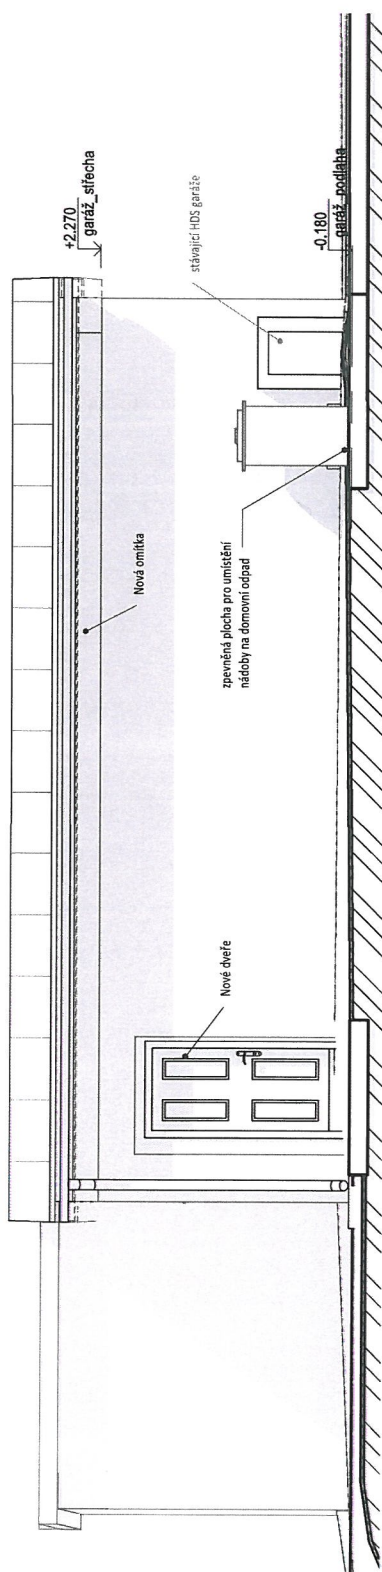 +2.270
garáž_střecha
stávající HDS garáže
-0.180
garáž_podlaha
Nová omítka
zpevněná plocha pro umístění
nádoby na domovní odpad
Nové dveře